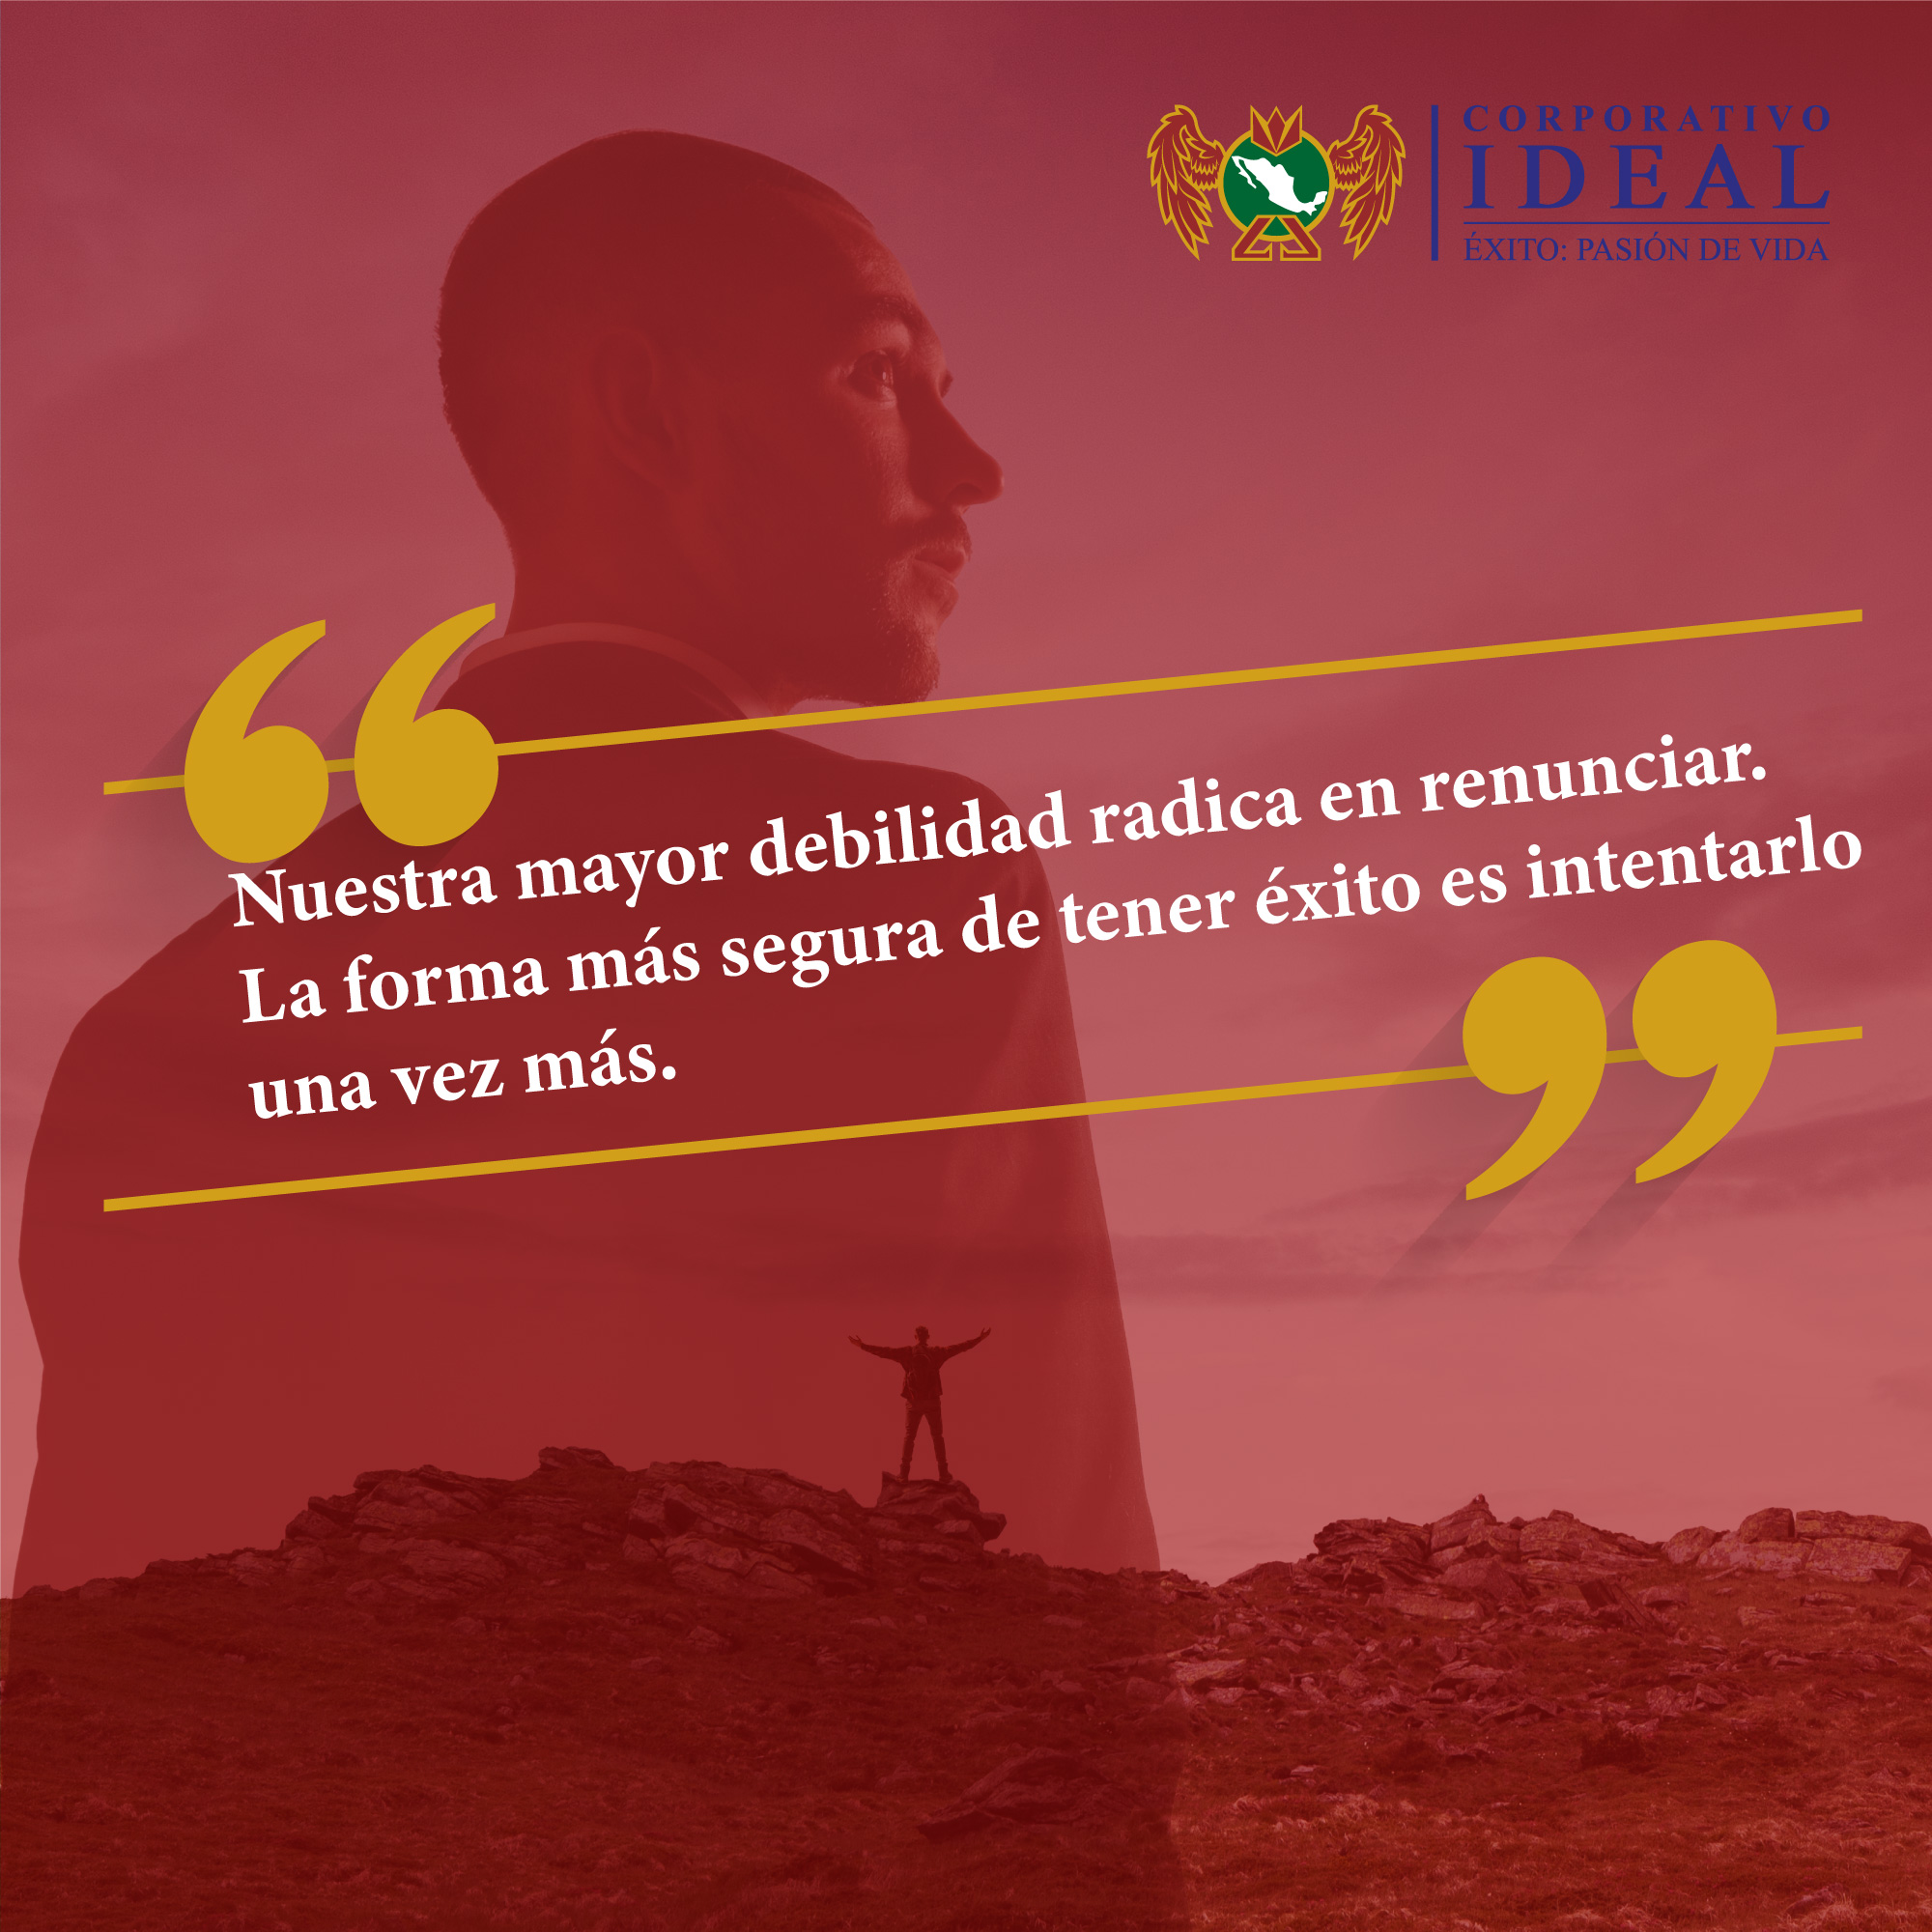 CORPORATIVO
IDEAL
ÉXITO: PASIÓN DE VIDA
“
Nuestra mayor debilidad radica en renunciar.
La forma más segura de tener éxito es intentarlo
una vez más.
”